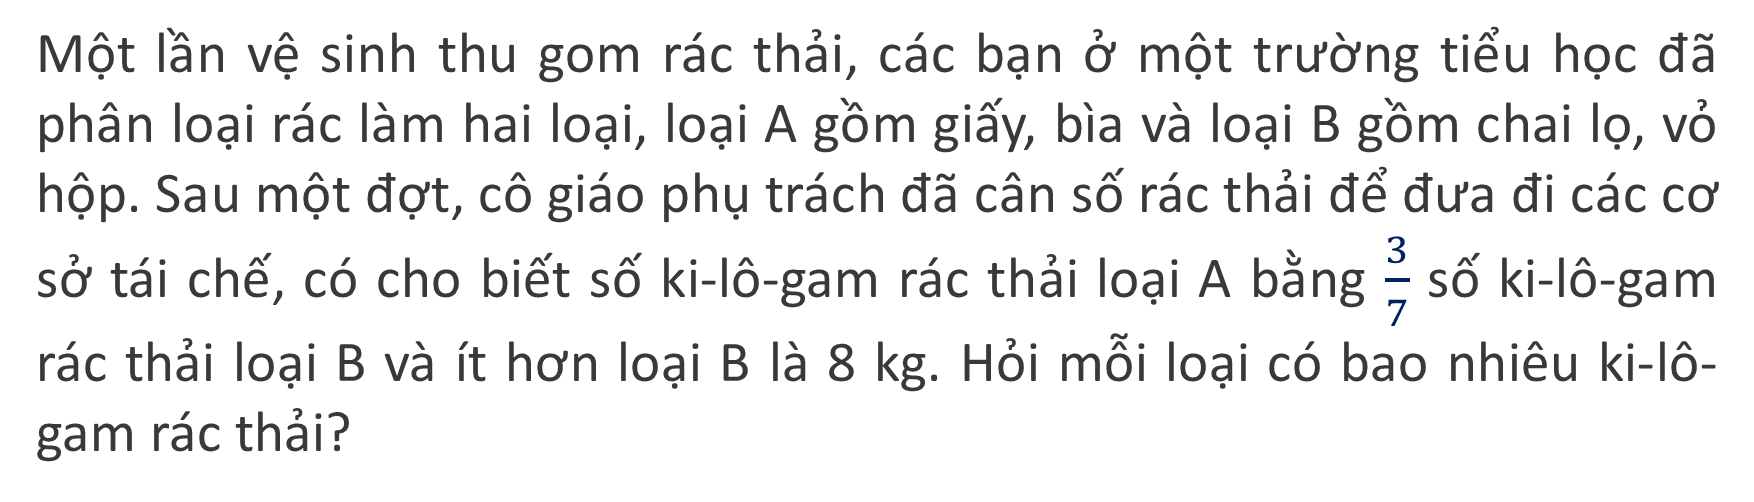 Một lần vệ sinh thu gom rác thải, các bạn ở một trường tiểu học đã
phân loại rác làm hai loại, loại A gồm giấy, bìa và loại B gồm chai lọ, vỏ
hộp. Sau một đợt, cô giáo phụ trách đã cân số rác thải để đưa đi các cơ
sở tái chế, có cho biết số ki-lô-gam rác thải loại A bằng 3/7 số ki-lô-gam
rác thải loại B và ít hơn loại B là 8 kg. Hỏi mỗi loại có bao nhiêu ki-lô-
gam rác thải?